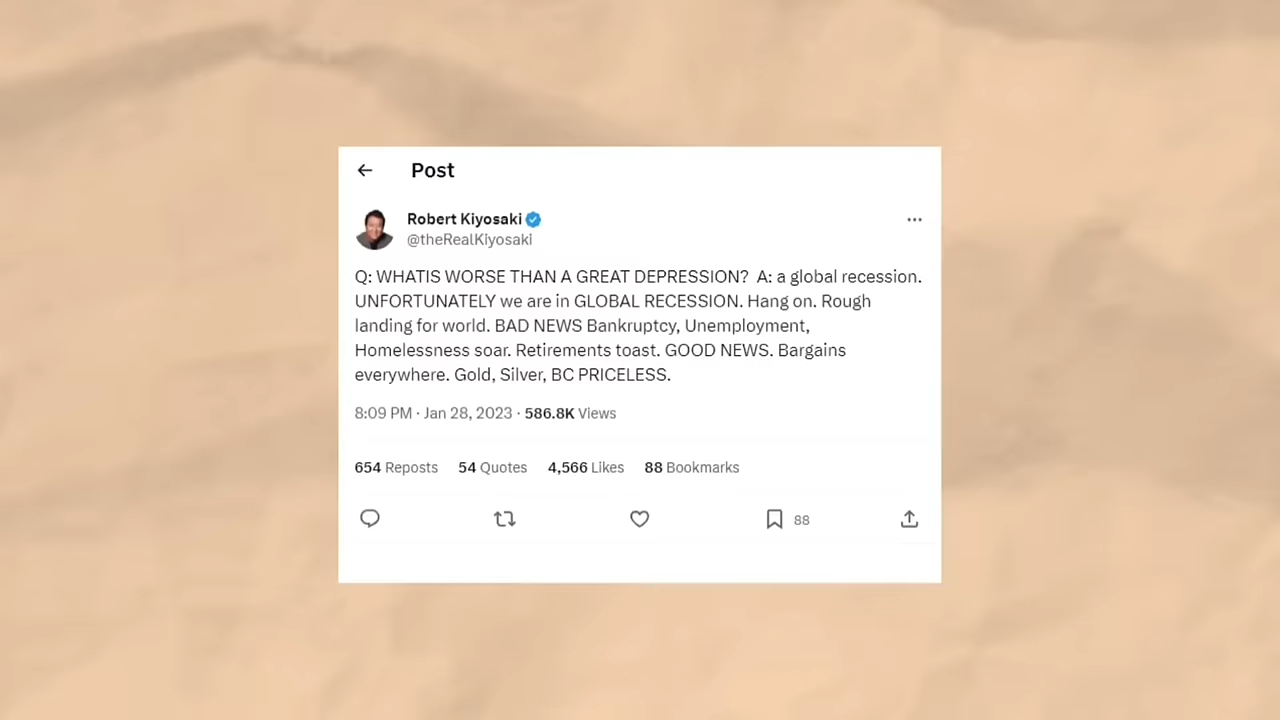 Post
Robert Kiyosaki
@theRealKiyosaki
Q: WHATIS WORSE THAN A GREAT DEPRESSION?  A: a global recession.
UNFORTUNATELY we are in GLOBAL RECESSION. Hang on. Rough
landing for world. BAD NEWS Bankruptcy, Unemployment,
Homelessness soar. Retirements toast. GOOD NEWS. Bargains
everywhere. Gold, Silver, BC PRICELESS.
8:09 PM · Jan 28, 2023 · 586.8K Views
654 Reposts 54 Quotes 4,566 Likes 88 Bookmarks
88